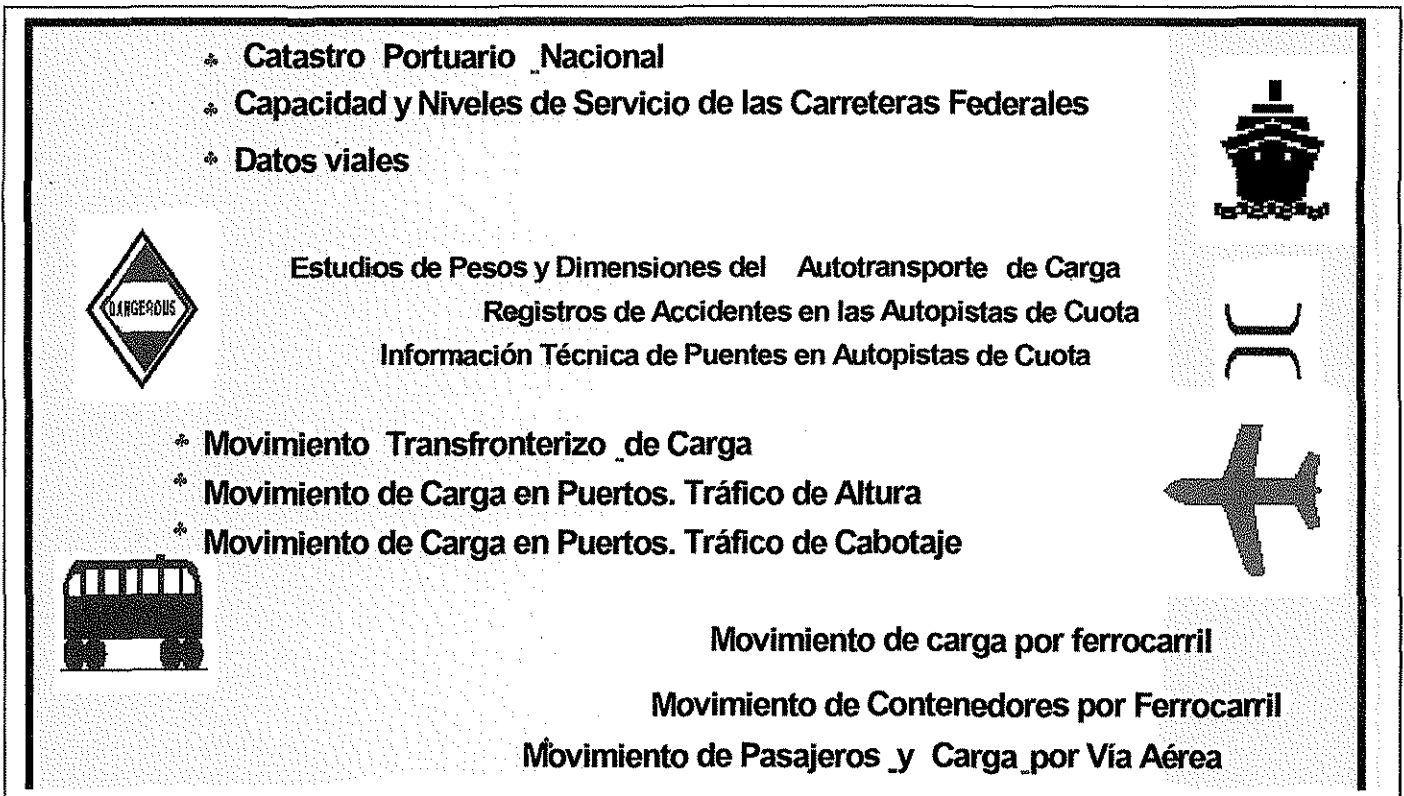 Catastro Portuario Nacional
Capacidad y Niveles de Servicio de las Carreteras Federales
Datos viales
DANGEROUS
Estudios de Pesos y Dimensiones del Autotransporte de Carga
Registros de Accidentes en las Autopistas de Cuota
Información Técnica de Puentes en Autopistas de Cuota
Movimiento Transfronterizo de Carga
Movimiento de Carga en Puertos. Tráfico de Altura
Movimiento de Carga en Puertos. Tráfico de Cabotaje
Movimiento de carga por ferrocarril
Movimiento de Contenedores por Ferrocarril
Movimiento de Pasajeros y Carga por Vía Aérea